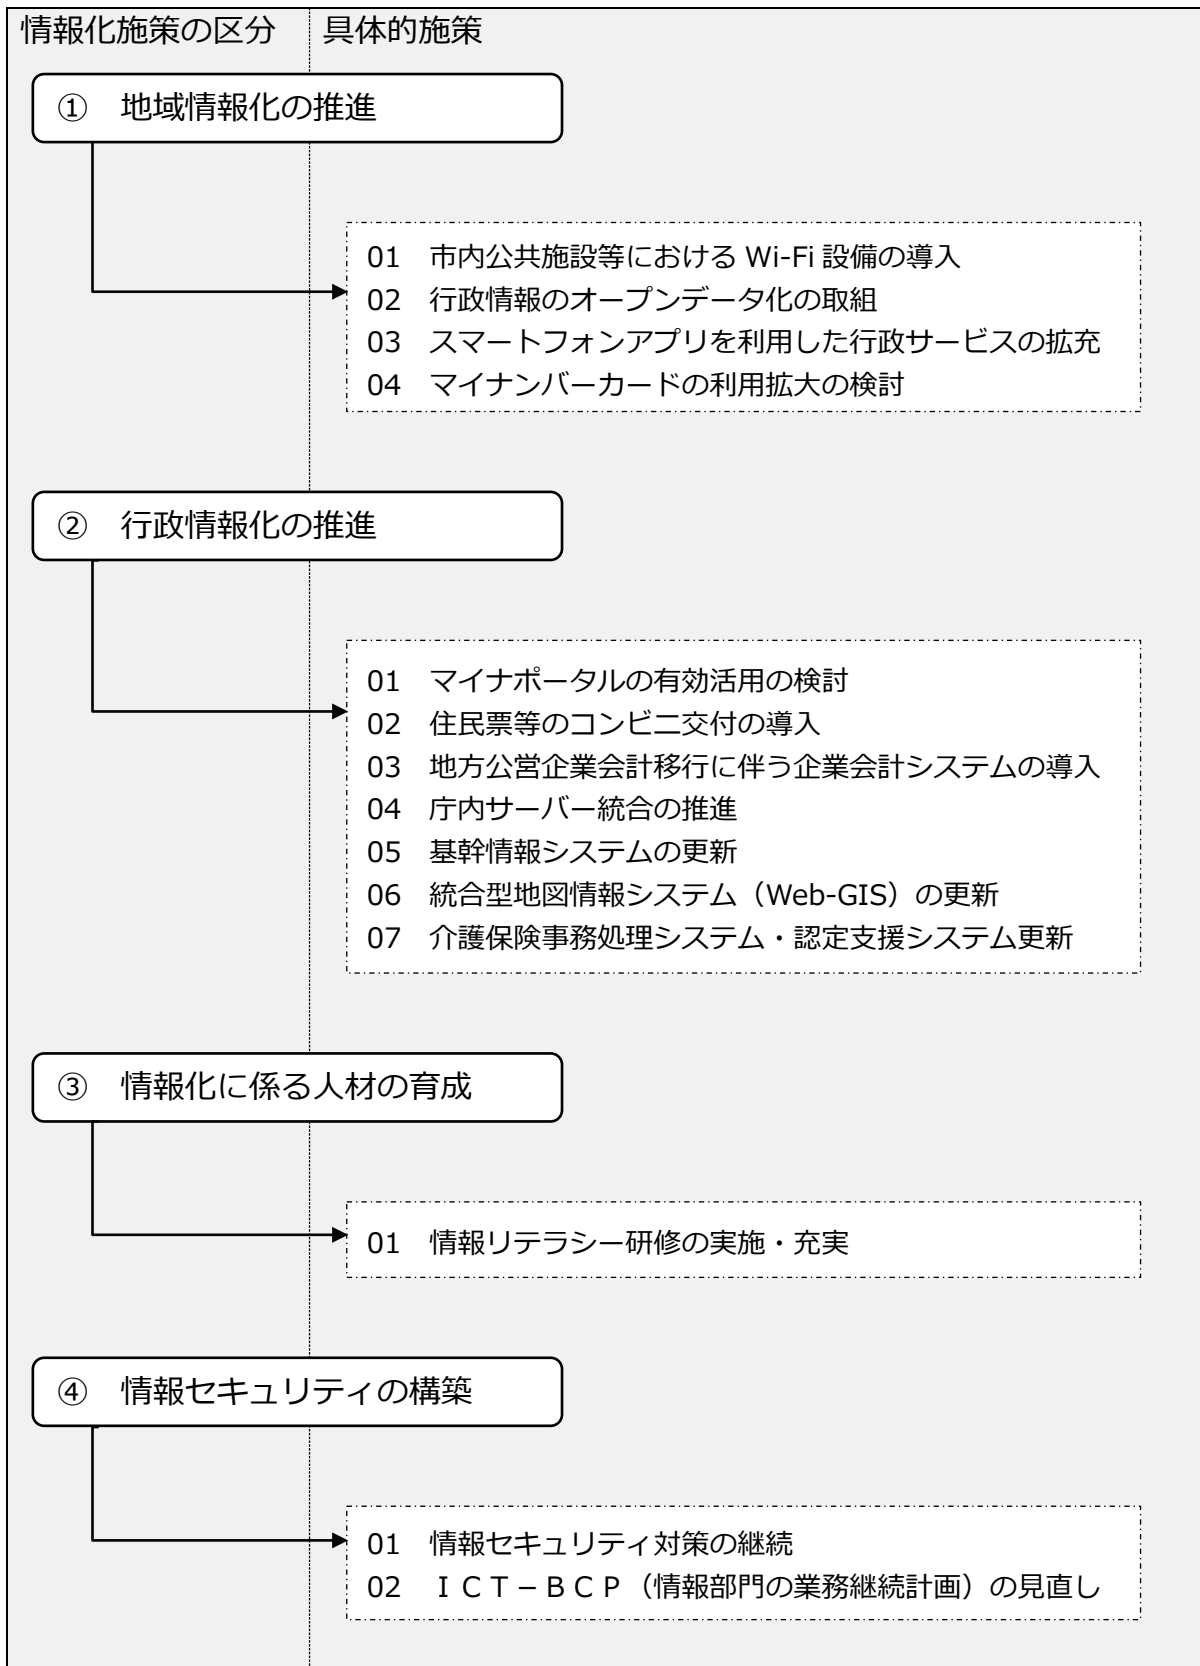 情報化施策の区分 具体的施策
① 地域情報化の推進
01 市内公共施設等における Wi-Fi 設備の導入
02 行政情報のオープンデータ化の取組
03 スマートフォンアプリを利用した行政サービスの拡充
04 マイナンバーカードの利用拡大の検討
② 行政情報化の推進
01 マイナポータルの有効活用の検討
02 住民票等のコンビニ交付の導入
03 地方公営企業会計移行に伴う企業会計システムの導入
04 庁内サーバー統合の推進
05 基幹情報システムの更新
06 統合型地図情報システム（Web-GIS）の更新
07 介護保険事務処理システム・認定支援システム更新
③ 情報化に係る人材の育成
01 情報リテラシー研修の実施・充実
④ 情報セキュリティの構築
01 情報セキュリティ対策の継続
02 ＩＣＴ－ＢＣＰ（情報部門の業務継続計画）の見直し